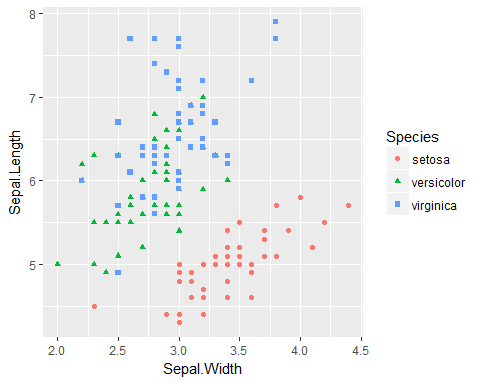 8
7
6
5
Sepal.Length
2.0 2.5 3.0 3.5 4.0 4.5
Sepal.Width
Species
setosa
versicolor
virginica